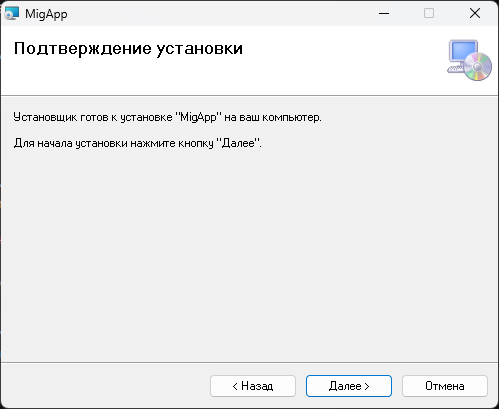 MigApp
Подтверждение установки
Установщик готов к установке "MigApp" на ваш компьютер.
Для начала установки нажмите кнопку "Далее".
< Назад
Далее >
Отмена